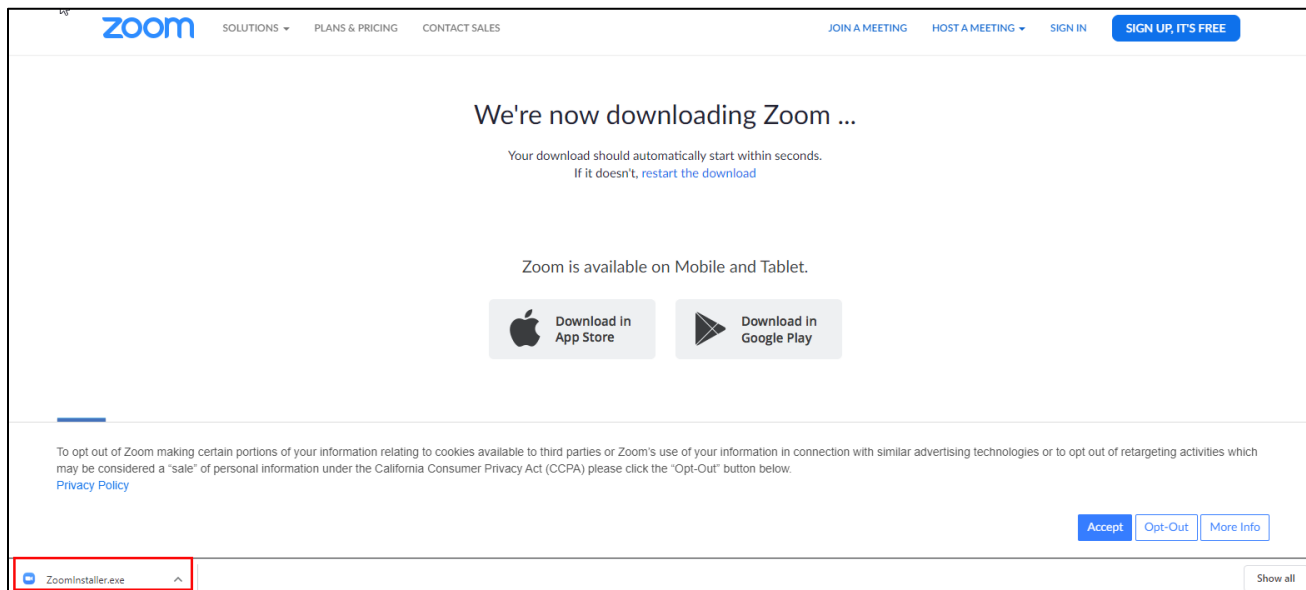 zoom SOLUTIONS PLANS & PRICING CONTACT SALES JOIN A MEETING HOST A MEETING SIGN IN SIGN UP, IT'S FREE
We're now downloading Zoom ...
Your download should automatically start within seconds.
If it doesn't, restart the download
Zoom is available on Mobile and Tablet.
Download in
App Store
Download in
Google Play
To opt out of Zoom making certain portions of your information relating to cookies available to third parties or Zoom's use of your information in connection with similar advertising technologies or to opt out of retargeting activities which
may be considered a “sale” of personal information under the California Consumer Privacy Act (CCPA) please click the “Opt-Out” button below.
Privacy Policy
Accept Opt-Out More Info
ZoomInstaller.exe Show all